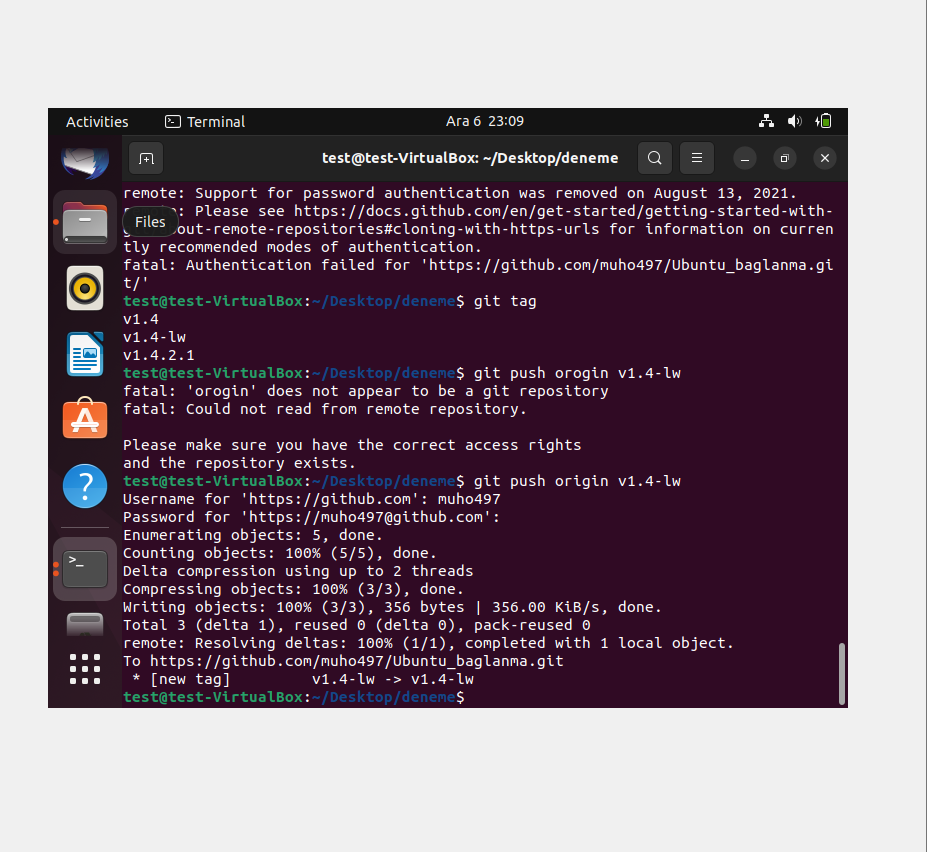 Activities
Terminal
Ara 6 23:09
test@test-VirtualBox: ~/Desktop/deneme
remote: Support for password authentication was removed on August 13, 2021.
: Please see https://docs.github.com/en/get-started/getting-started-with-
Files
out-remote-repositories#cloning-with-https-urls for information on curren
tly recommended modes of authentication.
fatal: Authentication failed for 'https://github.com/muho497/Ubuntu_baglanma.gi
t/'
test@test-VirtualBox:~/Desktop/deneme$ git tag
v1.4
v1.4-lw
v1.4.2.1
test@test-VirtualBox:~/Desktop/deneme$ git push orogin v1.4-lw
fatal: 'orogin' does not appear to be a git repository
fatal: Could not read from remote repository.
Please make sure you have the correct access rights
and the repository exists.
test@test-VirtualBox:~/Desktop/deneme$ git push origin v1.4-lw
Username for 'https://github.com': muho497
Password for 'https://muho497@github.com':
Enumerating objects: 5, done.
Counting objects: 100% (5/5), done.
Delta compression using up to 2 threads
Compressing objects: 100% (3/3), done.
Writing objects: 100% (3/3), 356 bytes | 356.00 KiB/s, done.
Total 3 (delta 1), reused 0 (delta 0), pack-reused 0
remote: Resolving deltas: 100% (1/1), completed with 1 local object.
To https://github.com/muho497/Ubuntu_baglanma.git
* [new tag] v1.4-lw -> v1.4-lw
test@test-VirtualBox:~/Desktop/deneme$